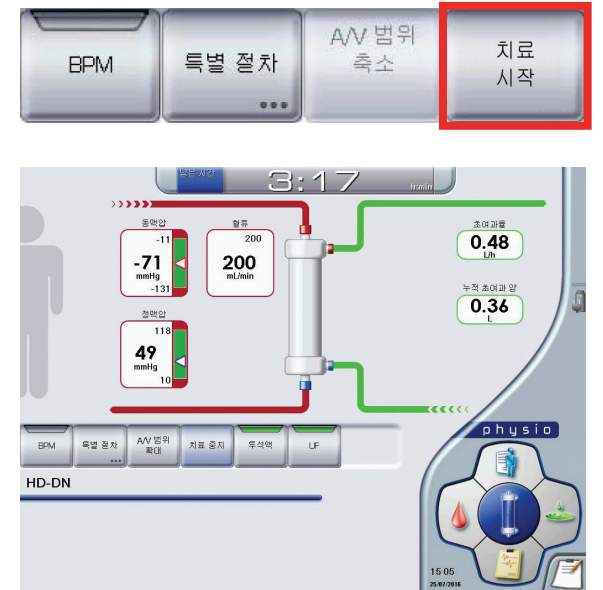 BPM
특별 절차
A/V 범위
축소
치료
시작
남은 시간
3:17
h:min
동맥압
-11
-71
mmHg
-131
혈류
200
200
mL/min
초여과율
0.48
L/h
누적 초여과 양
0.36
L
정맥압
118
49
mmHg
10
physio
BPM
특별 절차
A/V 범위
확대
치료 중지
투석액
UF
HD-DN
15 05
25/07/2016